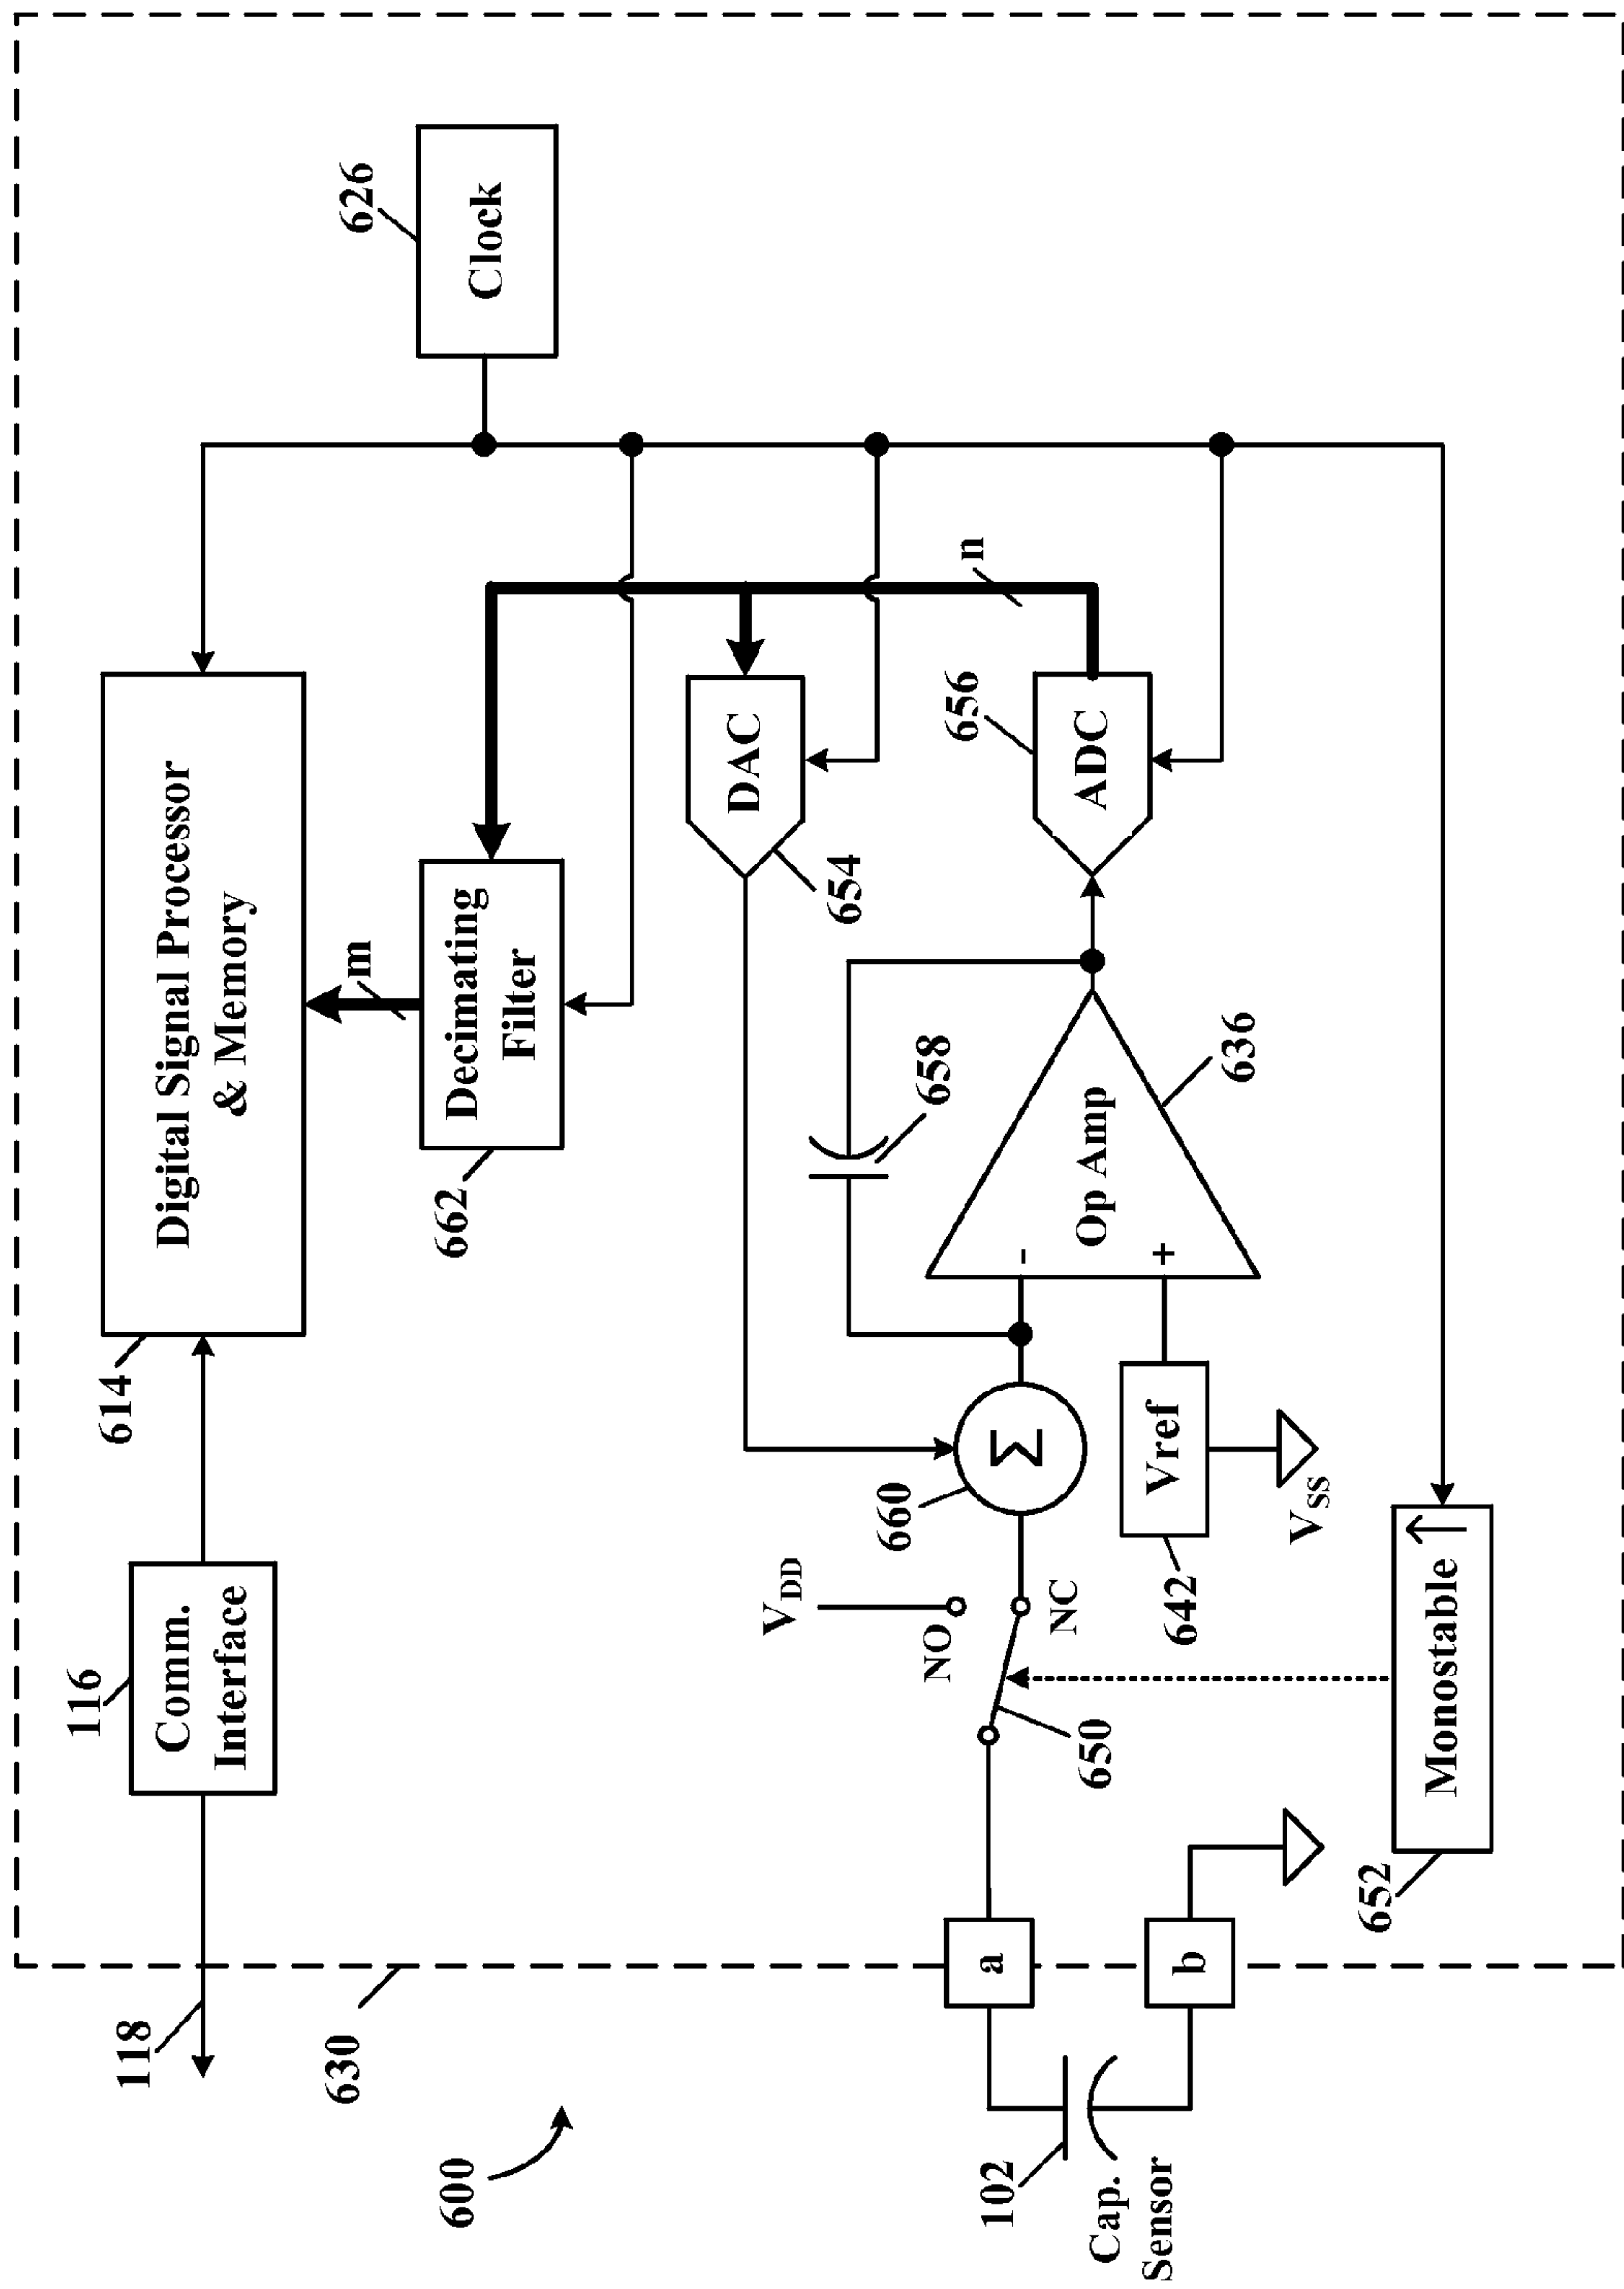 118
116
Comm.
Interface
614
Digital Signal Processor
& Memory
m
662
Decimating
Filter
626
Clock
630
600
654
DAC
n
656
ADC
658
VDD
NO
NC
650
660
Σ
-
+
Op Amp
636
642
Vref
VSS
102
Cap.
Sensor
a
b
652
Monostable ↑